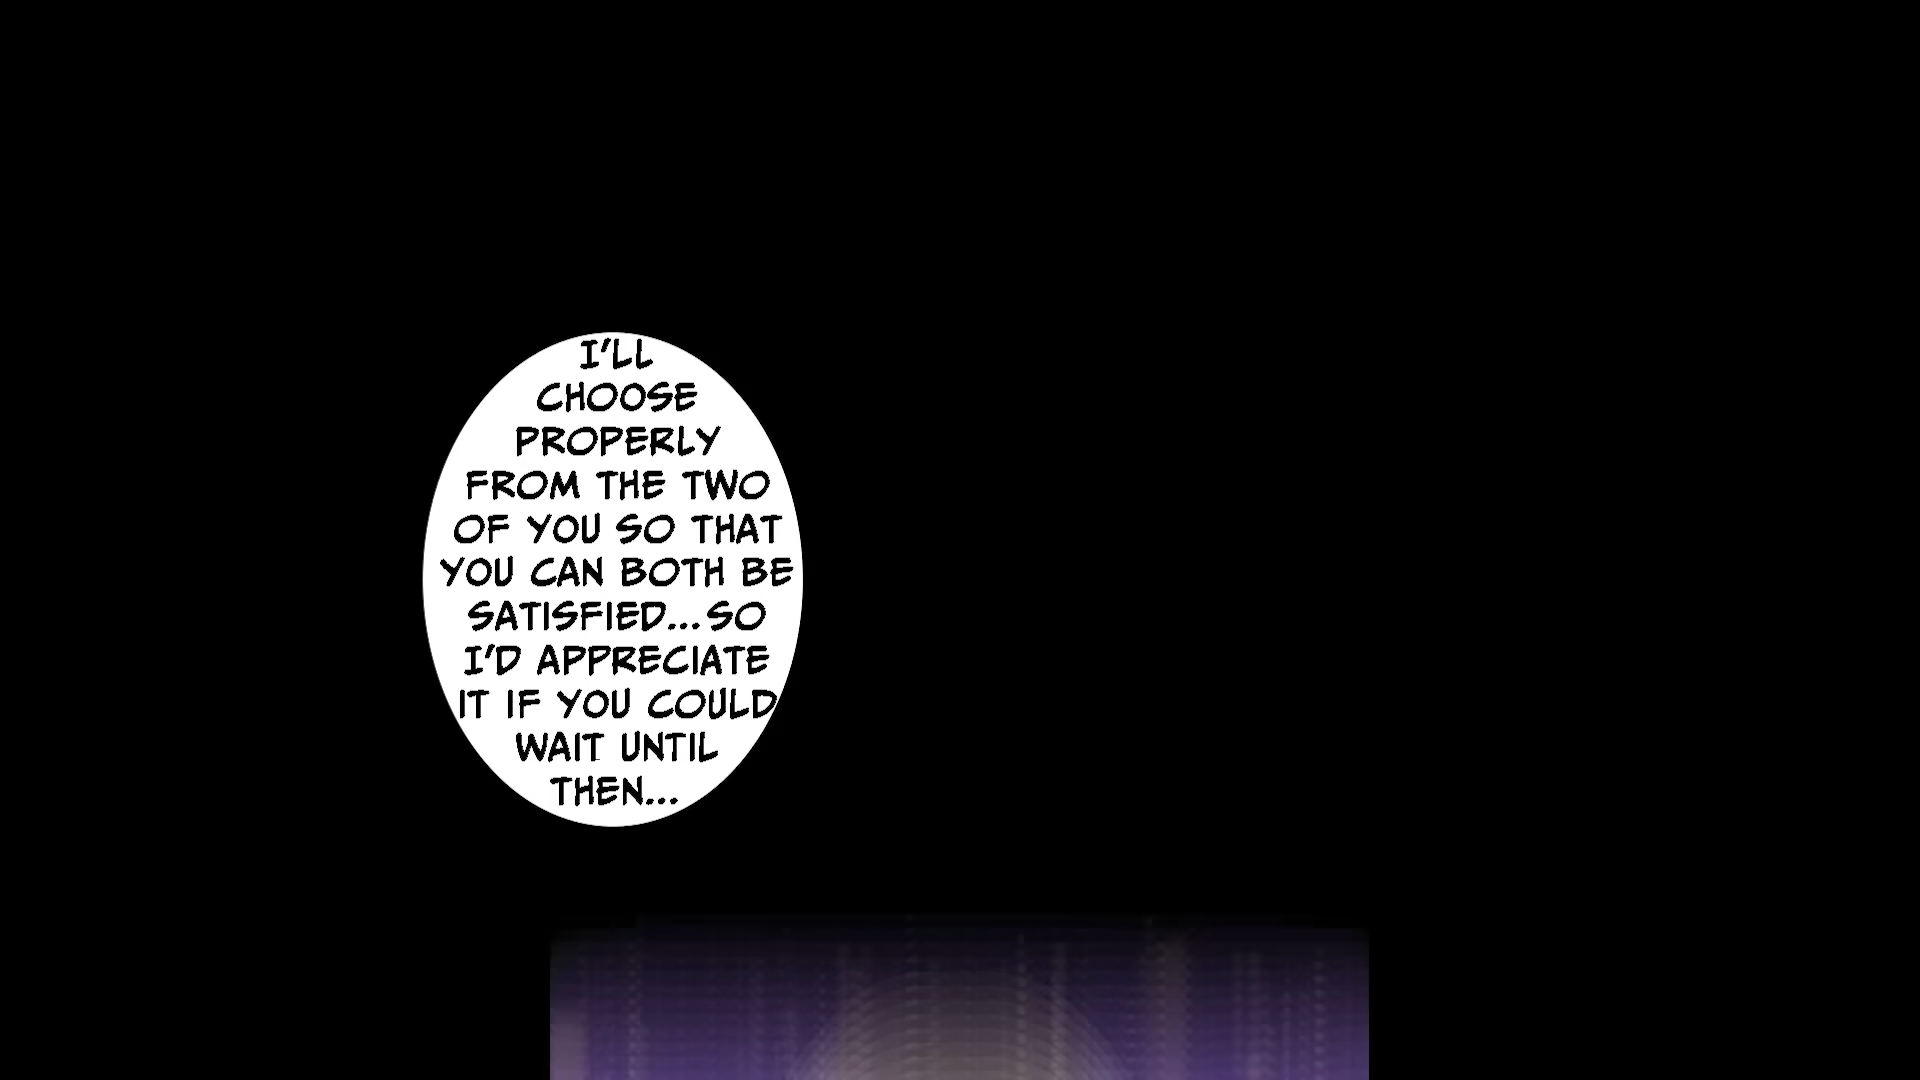 I'LL
CHOOSE
PROPERLY
FROM THE TWO
OF YOU SO THAT
YOU CAN BOTH BE
SATISFIED...SO
I'D APPRECIATE
IT IF YOU COULD
WAIT UNTIL
THEN...